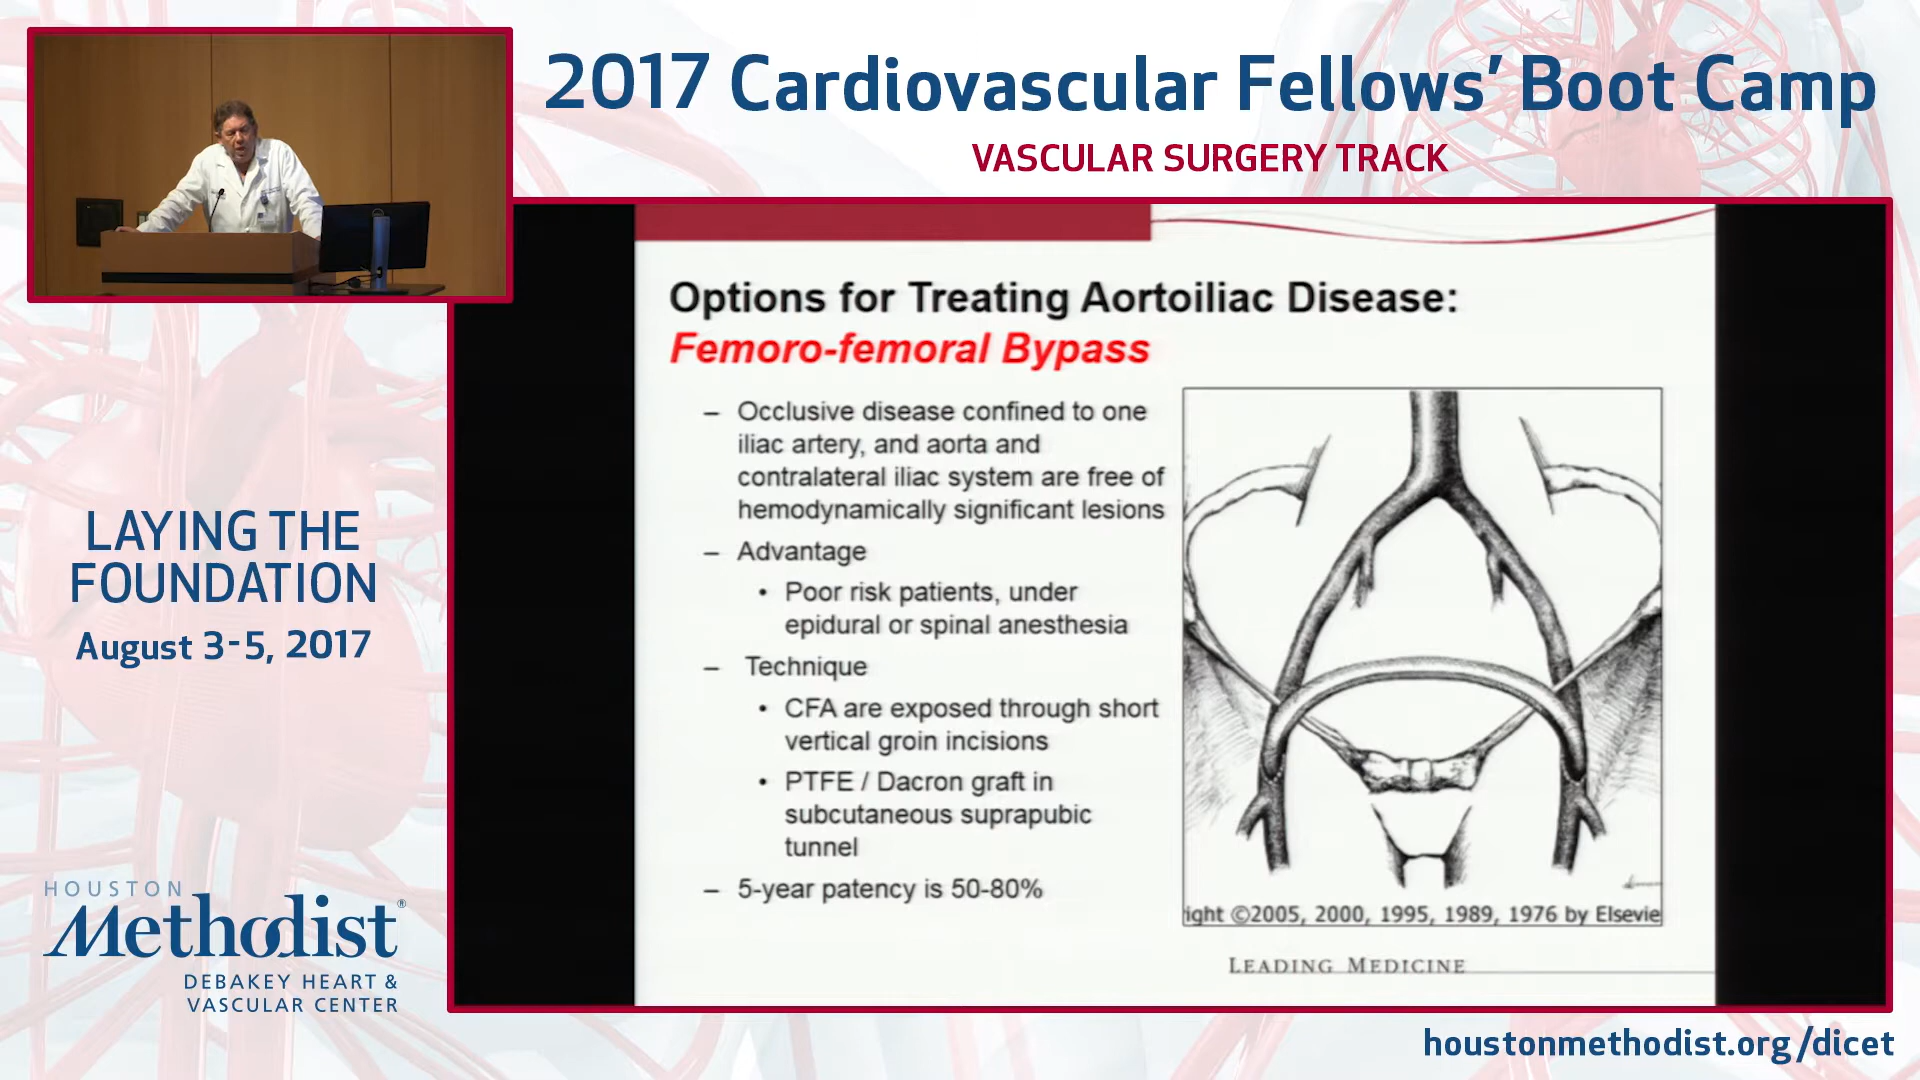 2017 Cardiovascular Fellows’ Boot Camp
VASCULAR SURGERY TRACK
Options for Treating Aortoiliac Disease:
Femoro-femoral Bypass
– Occlusive disease confined to one
iliac artery, and aorta and
contralateral iliac system are free of
hemodynamically significant lesions
– Advantage
• Poor risk patients, under
epidural or spinal anesthesia
– Technique
• CFA are exposed through short
vertical groin incisions
• PTFE / Dacron graft in
subcutaneous suprapubic
tunnel
– 5-year patency is 50-80%
ight ©2005, 2000, 1995, 1989, 1976 by Elsevie
LEADING MEDICINE
LAYING THE
FOUNDATION
August 3-5, 2017
HOUSTON
Methodist®
DEBAKEY HEART &
VASCULAR CENTER
houstonmethodist.org/dicet